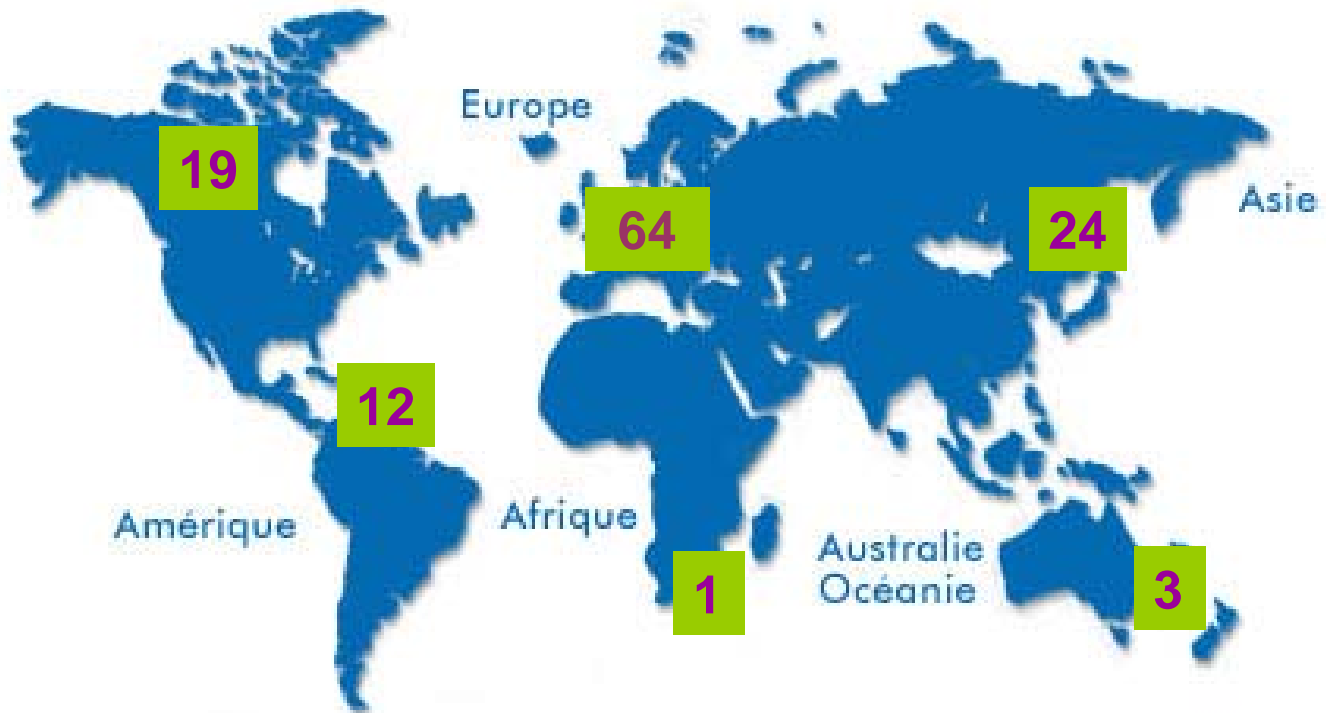 Europe
19
Asie
64
24
12
Amérique
Afrique
Australie
Océanie
1
3